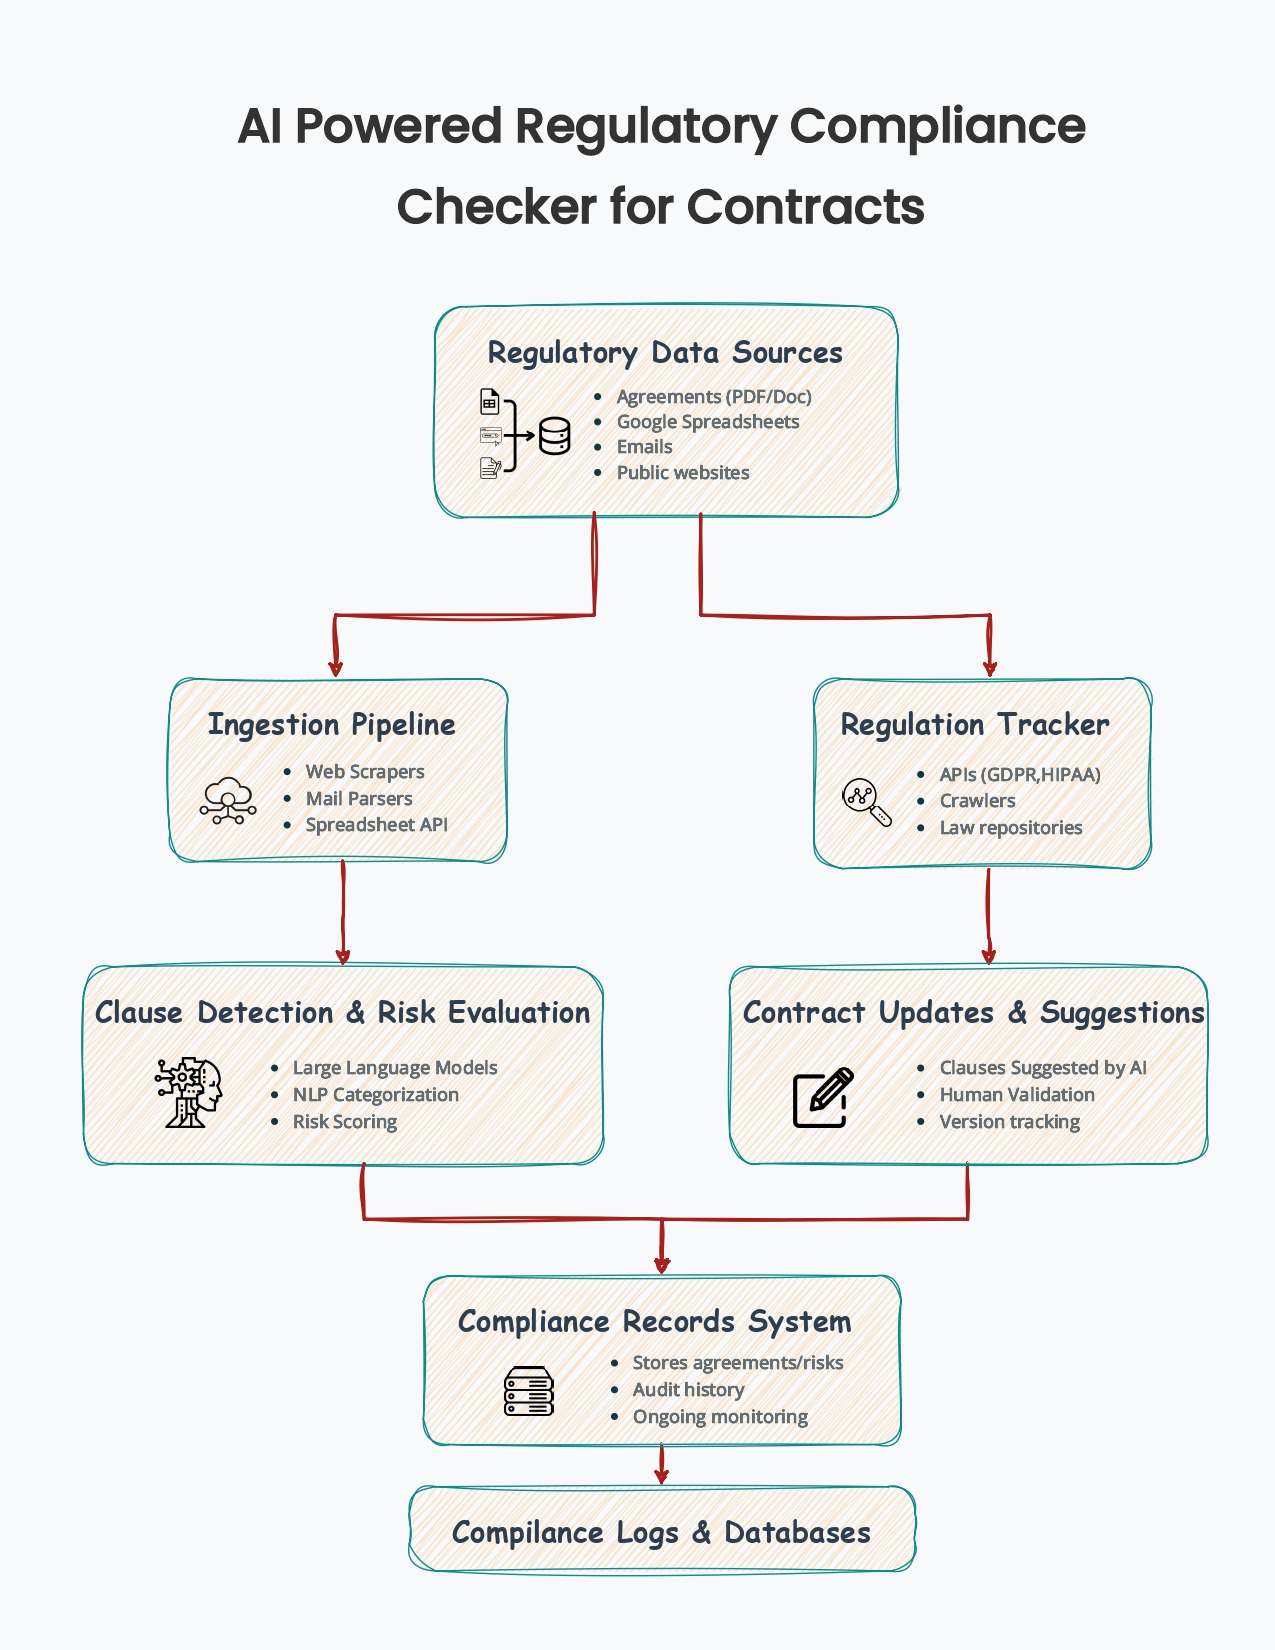 AI Powered Regulatory Compliance
Checker for Contracts
Regulatory Data Sources
Agreements (PDF/Doc)
Google Spreadsheets
Emails
Public websites
Ingestion Pipeline
Web Scrapers
Mail Parsers
Spreadsheet API
Regulation Tracker
APIs (GDPR,HIPAA)
Crawlers
Law repositories
Clause Detection & Risk Evaluation
Large Language Models
NLP Categorization
Risk Scoring
Contract Updates & Suggestions
Clauses Suggested by AI
Human Validation
Version tracking
Compliance Records System
Stores agreements/risks
Audit history
Ongoing monitoring
Compilance Logs & Databases